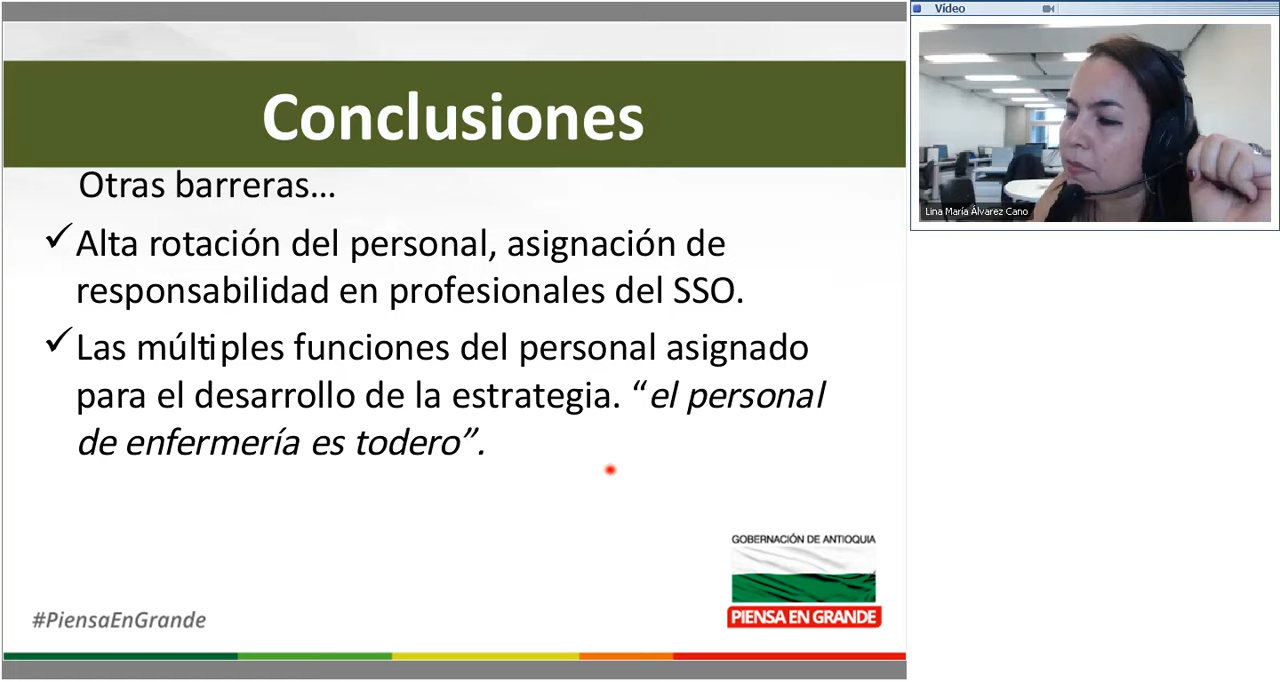 Vídeo
Conclusiones
Otras barreras...
✓Alta rotación del personal, asignación de
responsabilidad en profesionales del SSO.
✓Las múltiples funciones del personal asignado
para el desarrollo de la estrategia. “el personal
de enfermería es todero”.
Lina María Álvarez Cano
GOBERNACIÓN DE ANTIOQUIA
PIENSA EN GRANDE
#PiensaEnGrande